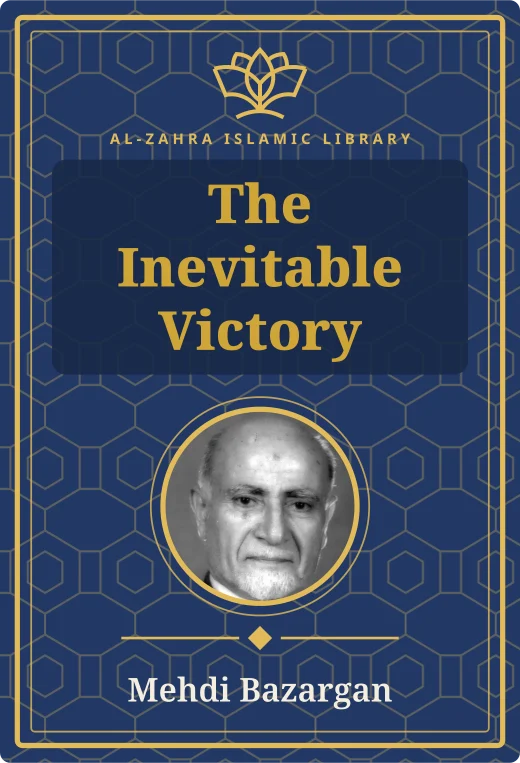 AL-ZAHRA ISLAMIC LIBRARY
The
Inevitable
Victory
Mehdi Bazargan